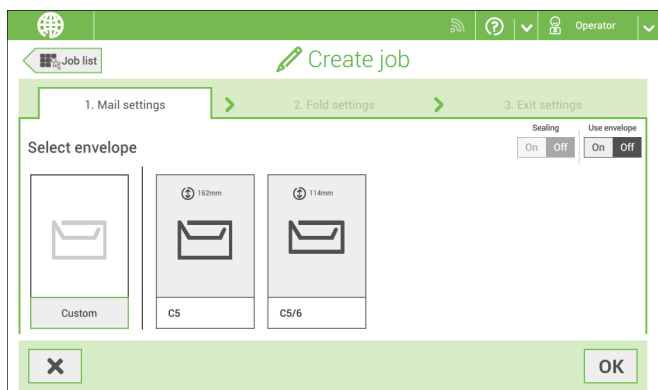 Operator
Job list
Create job
1. Mail settings
2. Fold settings
3. Exit settings
Select envelope
Sealing
On Off
Use envelope
On Off
162mm
114mm
Custom
C5
C5/6
OK